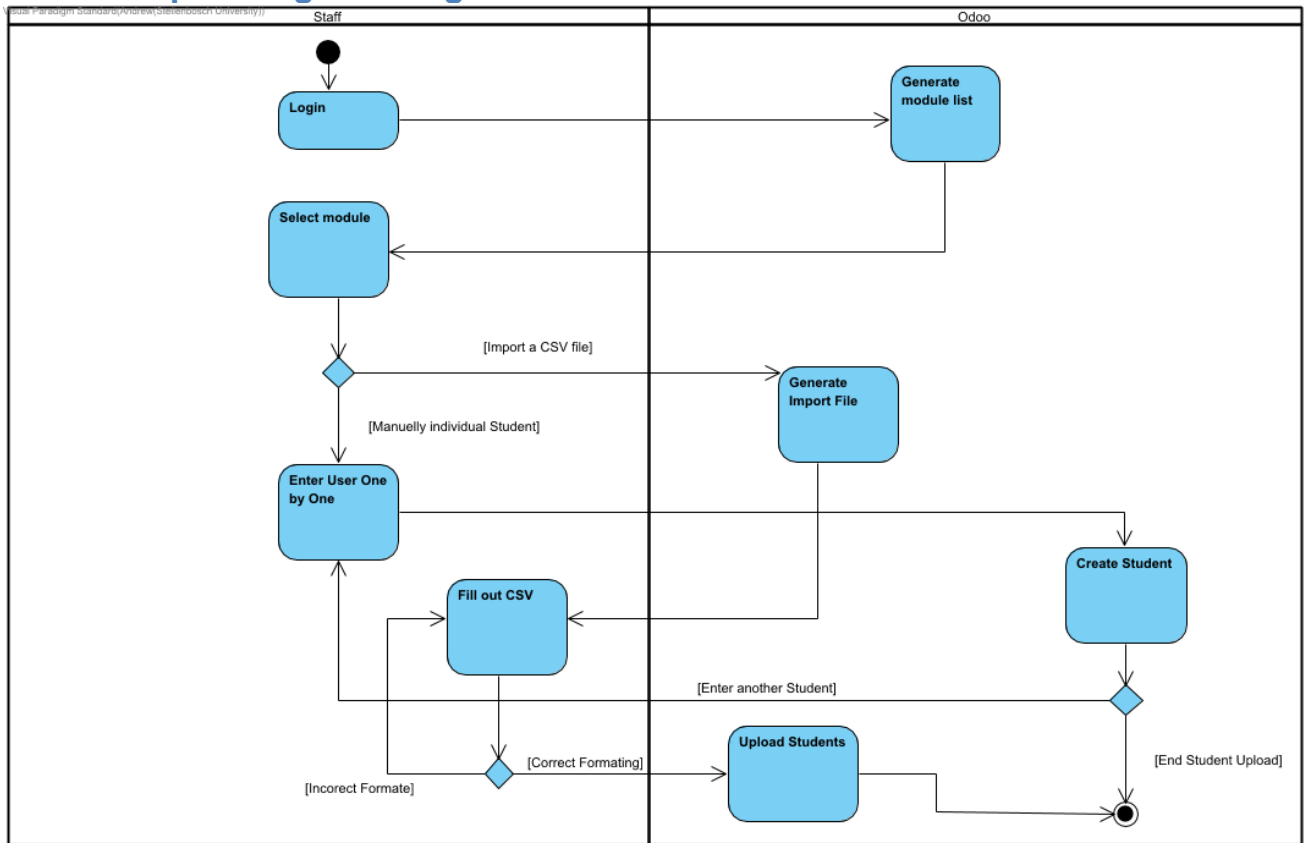 Visual Paradigm Standard(Andrew(Stellenbosch University))
Staff
Odoo
Login
Generate
module list
Select module
[Import a CSV file]
Generate
Import File
[Manuelly individual Student]
Enter User One
by One
Create Student
Fill out CSV
[Enter another Student]
Upload Students
[Correct Formating]
[End Student Upload]
[Incorect Formate]